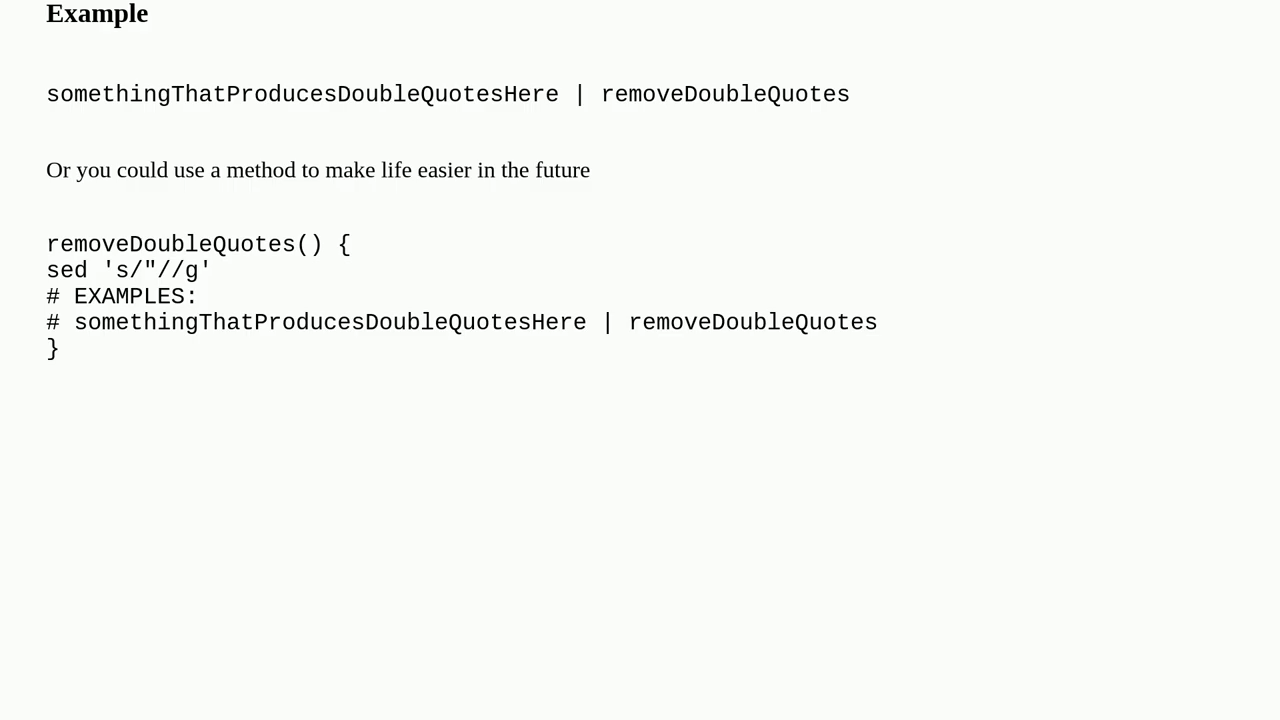 Example
somethingThatProducesDoubleQuotesHere | removeDoubleQuotes
Or you could use a method to make life easier in the future
removeDoubleQuotes() {
sed 's/"//g'
# EXAMPLES:
# somethingThatProducesDoubleQuotesHere | removeDoubleQuotes
}